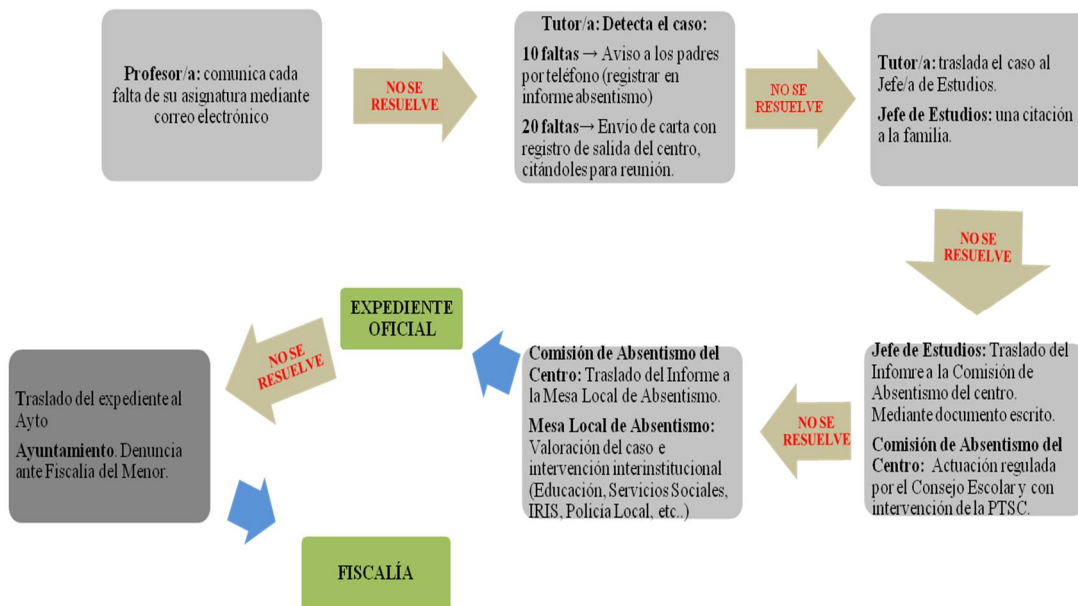 Profesor/a: comunica cada
falta de su asignatura mediante
correo electrónico
NO SE
RESUELVE
Tutor/a: Detecta el caso:
10 faltas → Aviso a los padres
por teléfono (registrar en
informe absentismo)
20 faltas→ Envío de carta con
registro de salida del centro,
citándoles para reunión.
NO SE
RESUELVE
Tutor/a: traslada el caso al
Jefe/a de Estudios.
Jefe de Estudios: una citación
a la familia.
NO SE
RESUELVE
Jefe de Estudios: Traslado del
Infomre a la Comisión de
Absentismo del centro.
Mediante documento escrito.
Comisión de Absentismo del
Centro: Actuación regulada
por el Consejo Escolar y con
intervención de la PTSC.
NO SE
RESUELVE
Comisión de Absentismo del
Centro: Traslado del Informe a
la Mesa Local de Absentismo.
Mesa Local de Absentismo:
Valoración del caso e
intervención interinstitucional
(Educación, Servicios Sociales,
IRIS, Policía Local, etc..)
EXPEDIENTE
OFICIAL
NO SE
RESUELVE
Traslado del expediente al
Ayto
Ayuntamiento. Denuncia
ante Fiscalía del Menor.
FISCALÍA